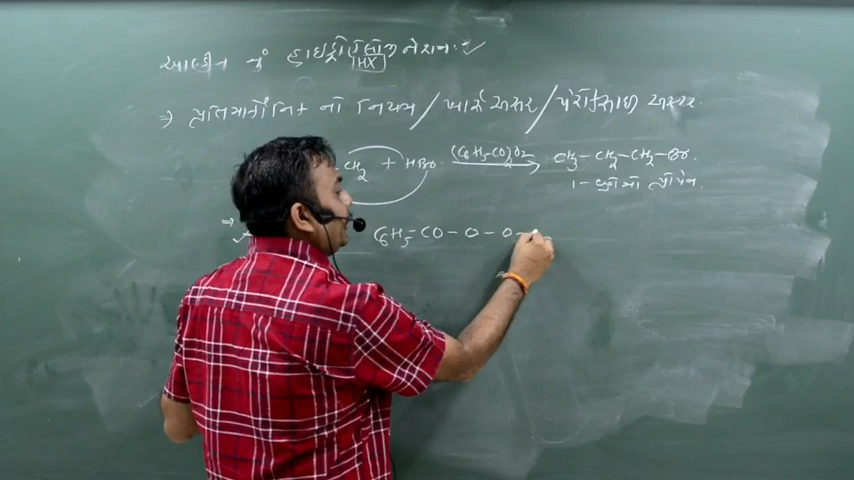 આલ્કીન નું હાઇડ્રોહેલોજીનેશન :- ✓
HX
⇒ પ્રતિમાર્કોનિક નો નિયમ / ખરાશ અસર / પેરોક્સાઇડ અસર.
CH₂ + HBr (C₆H₅-CO)₂O₂ → CH₃ - CH₂ - CH₂ - Br.
1 - બ્રોમો પ્રોપેન.
⇒
✓ C₆H₅ - CO - O - O -